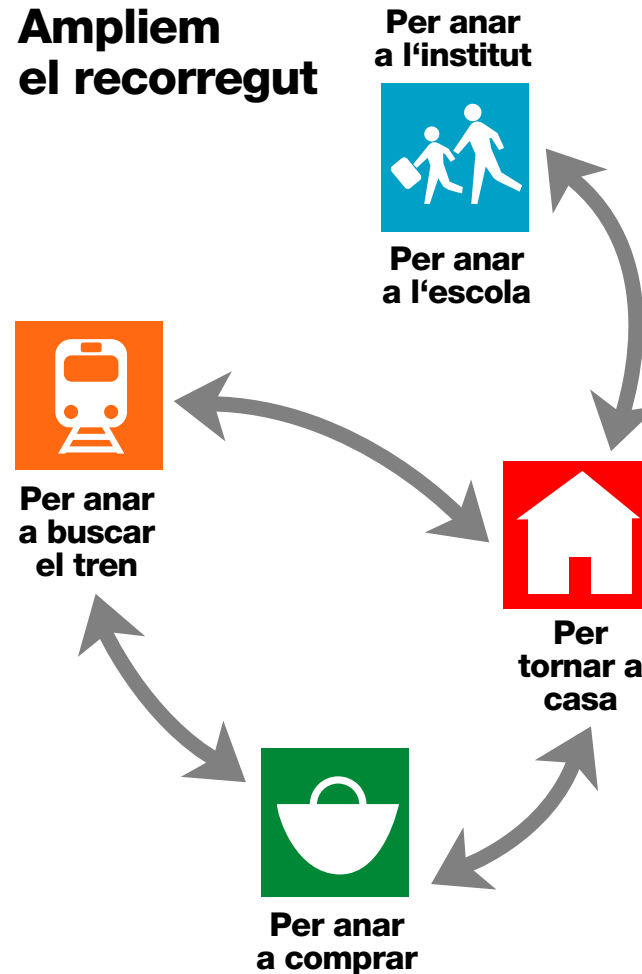 Ampliem
el recorregut
Per anar
a l‘institut
Per anar
a l‘escola
Per anar
a buscar
el tren
Per
tornar a
casa
Per anar
a comprar